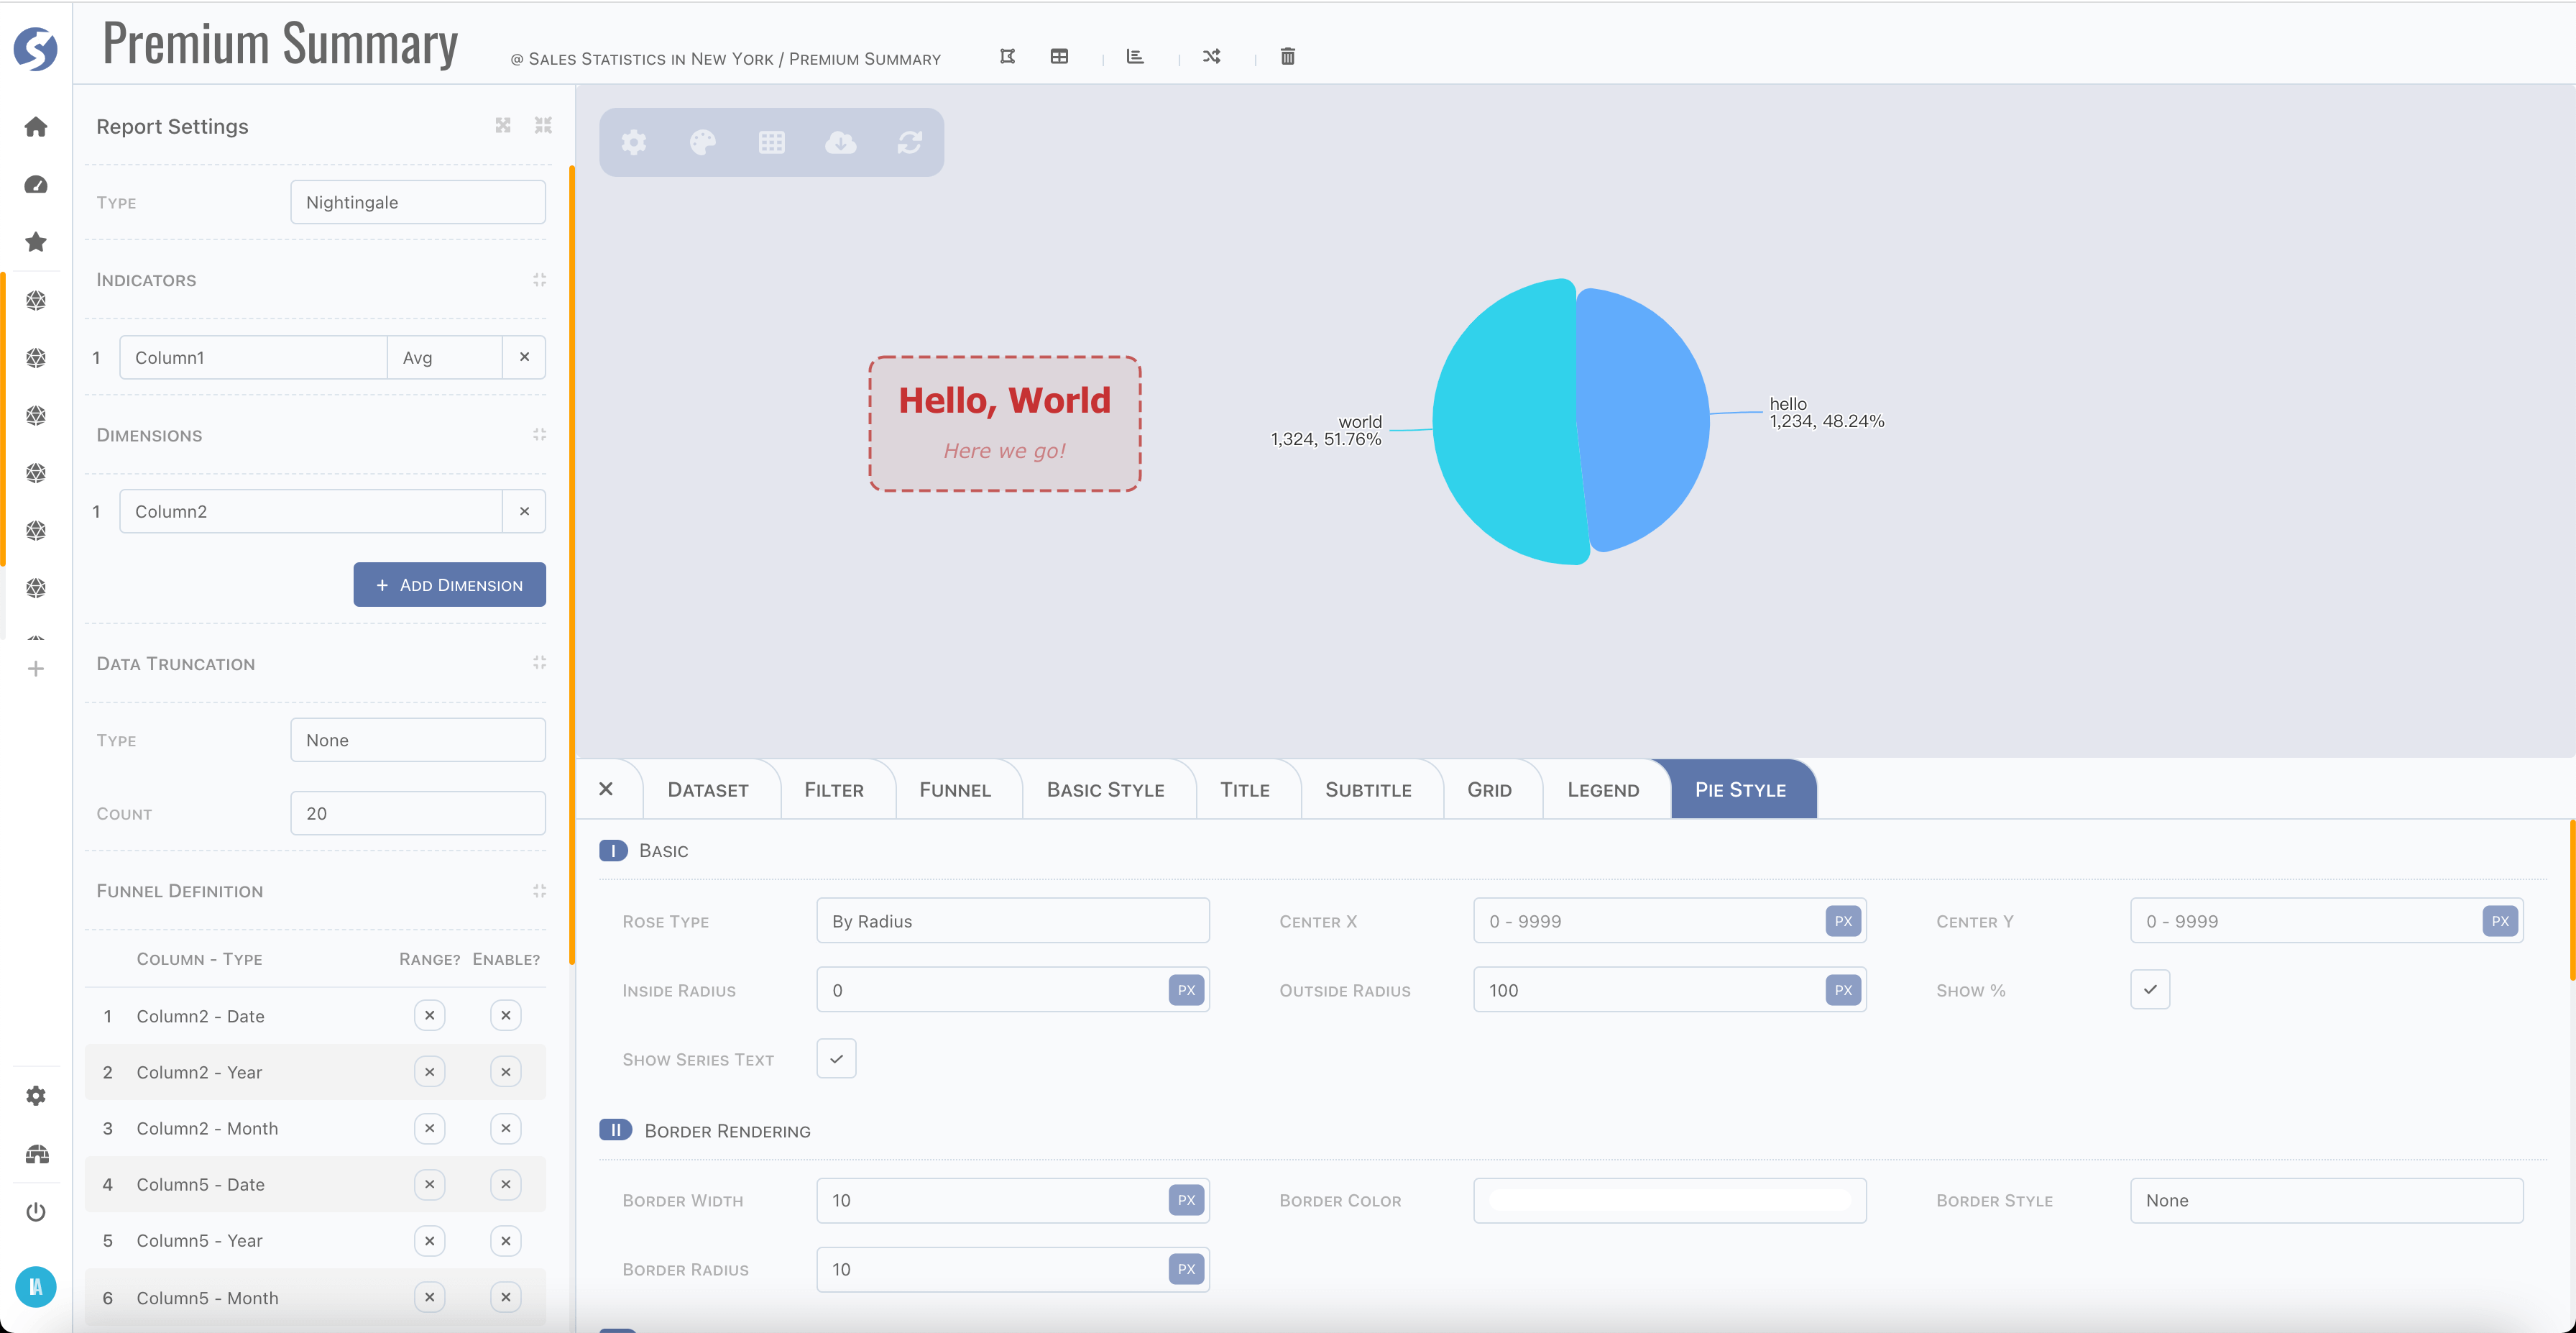 Premium Summary
@ Sales Statistics in New York / Premium Summary
Report Settings
Type
Nightingale
Indicators
1 Column1 Avg
Dimensions
1 Column2
+ Add Dimension
Data Truncation
Type
None
Count
20
Funnel Definition
Column - Type Range? Enable?
1 Column2 - Date
2 Column2 - Year
3 Column2 - Month
4 Column5 - Date
5 Column5 - Year
6 Column5 - Month
IA
Hello, World
Here we go!
world
1,324, 51.76%
hello
1,234, 48.24%
Dataset Filter Funnel Basic Style Title Subtitle Grid Legend Pie Style
I Basic
Rose Type By Radius Center X 0 - 9999 PX Center Y 0 - 9999 PX
Inside Radius 0 PX Outside Radius 100 PX Show %
Show Series Text
II Border Rendering
Border Width 10 PX Border Color Border Style None
Border Radius 10 PX